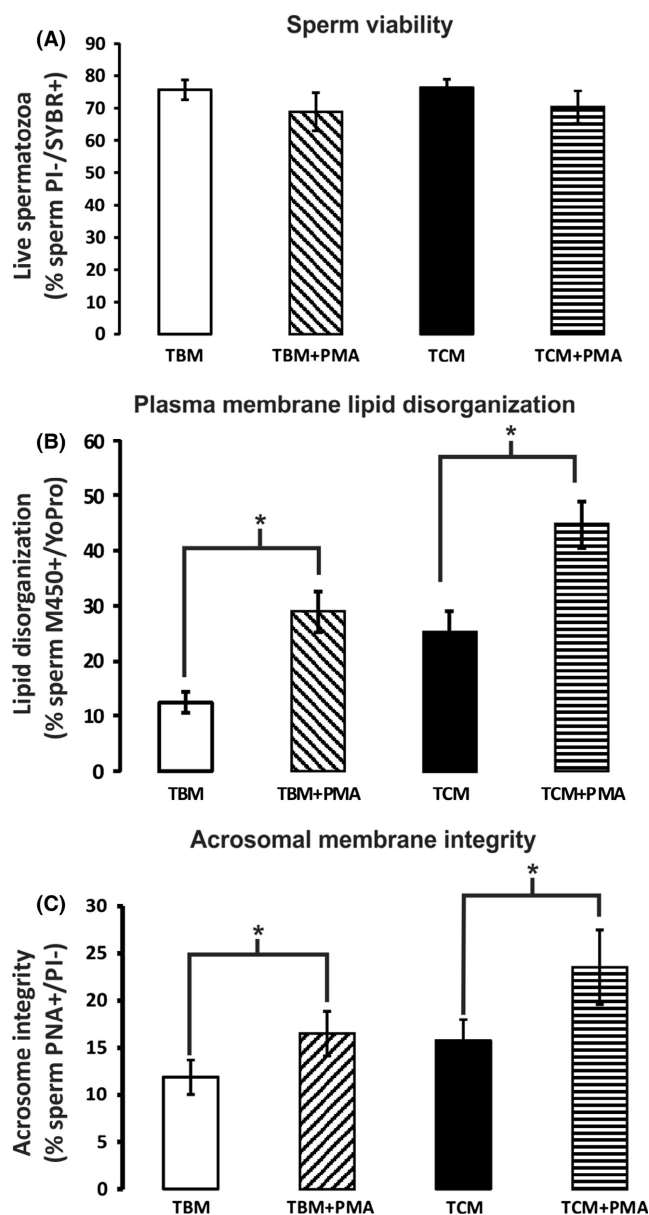 (A)
Sperm viability
Live spermatozoa
(% sperm PI-/SYBR+)
90
80
70
60
50
40
30
20
10
0
TBM TBM+PMA TCM TCM+PMA
Plasma membrane lipid disorganization
(B)
Lipid disorganization
(% sperm M450+/YoPro)
60
50
40
30
20
10
0
*
*
TBM TBM+PMA TCM TCM+PMA
Acrosomal membrane integrity
(C)
Acrosome integrity
(% sperm PNA+/PI-)
30
25
20
15
10
5
0
*
*
TBM TBM+PMA TCM TCM+PMA